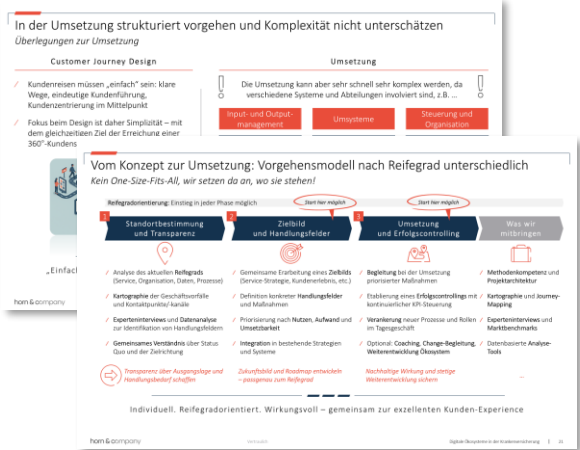 In der Umsetzung strukturiert vorgehen und Komplexität nicht unterschätzen
Überlegungen zur Umsetzung
Customer Journey Design
Kundenreisen müssen „einfach“ sein: klare
Wege, eindeutige Kundenführung,
Kundenzentrierung im Mittelpunkt
Fokus beim Design ist daher Simplizität – mit
dem gleichzeitigen Ziel der Erreichung einer
360°-Kundens
„Einfach
horn & company
Umsetzung
Die Umsetzung kann aber sehr schnell sehr komplex werden, da
verschiedene Systeme und Abteilungen involviert sind, z.B. ...
Input- und Output-
management
Umsysteme
Steuerung und
Organisation
Vom Konzept zur Umsetzung: Vorgehensmodell nach Reifegrad unterschiedlich
Kein One-Size-Fits-All, wir setzen da an, wo sie stehen!
Reifegradorientierung: Einstieg in jeder Phase möglich
Start hier möglich
Start hier möglich
1
Standortbestimmung
und Transparenz
Analyse des aktuellen Reifegrads
(Service, Organisation, Daten, Prozesse)
Kartographie der Geschäftsvorfälle
und Kontaktpunkte/-kanäle
Experteninterviews und Datenanalyse
zur Identifikation von Handlungsfeldern
Gemeinsames Verständnis über Status
Quo und der Zielrichtung
Transparenz über Ausgangslage und
Handlungsbedarf schaffen
2
Zielbild
und Handlungsfelder
Gemeinsame Erarbeitung eines Zielbilds
(Service-Strategie, Kundenerlebnis, etc.)
Definition konkreter Handlungsfelder
und Maßnahmen
Priorisierung nach Nutzen, Aufwand und
Umsetzbarkeit
Integration in bestehende Strategien
und Systeme
Zukunftsbild und Roadmap entwickeln
– passgenau zum Reifegrad
3
Umsetzung
und Erfolgscontrolling
Begleitung bei der Umsetzung
priorisierter Maßnahmen
Etablierung eines Erfolgscontrollings mit
kontinuierlicher KPI-Steuerung
Verankerung neuer Prozesse und Rollen
im Tagesgeschäft
Optional: Coaching, Change-Begleitung,
Weiterentwicklung Ökosystem
Nachhaltige Wirkung und stetige
Weiterentwicklung sichern
Was wir
mitbringen
Methodenkompetenz und
Projektarchitektur
Kartographie und Journey-
Mapping
Experteninterviews und
Marktbenchmarks
Datenbasierte Analyse-
Tools
...
Individuell. Reifegradorientiert. Wirkungsvoll – gemeinsam zur exzellenten Kunden-Experience
horn & company
Vertraulich
Digitale Ökosysteme in der Krankenversicherung | 21